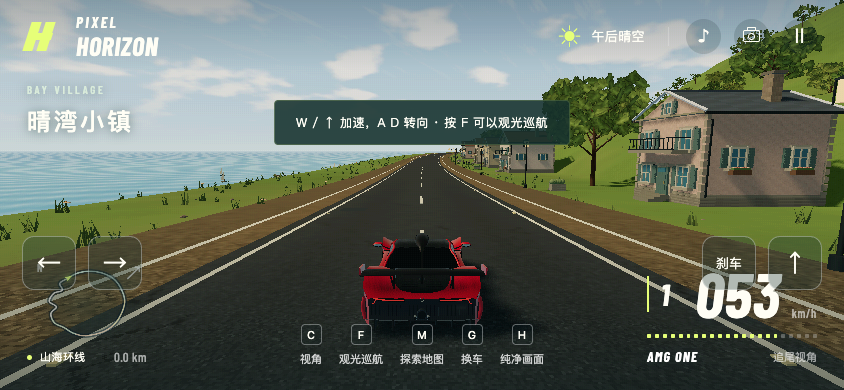 H
PIXEL
HORIZON
午后晴空
BAY VILLAGE
晴湾小镇
W / ↑ 加速, A D 转向 · 按 F 可以观光巡航
← →
刹车 ↑
1 053 km/h
C F M G H
视角 观光巡航 探索地图 换车 纯净画面
山海环线 0.0 km
AMG ONE 追尾视角